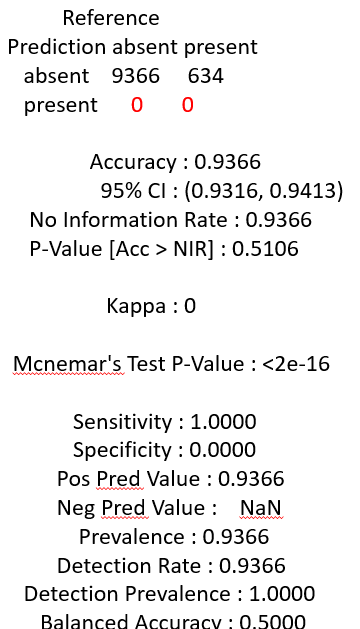 Reference
Prediction absent present
absent 9366 634
present 0 0
Accuracy : 0.9366
95% CI : (0.9316, 0.9413)
No Information Rate : 0.9366
P-Value [Acc > NIR] : 0.5106
Kappa : 0
Mcnemar's Test P-Value : <2e-16
Sensitivity : 1.0000
Specificity : 0.0000
Pos Pred Value : 0.9366
Neg Pred Value : NaN
Prevalence : 0.9366
Detection Rate : 0.9366
Detection Prevalence : 1.0000
Balanced Accuracy : 0.5000